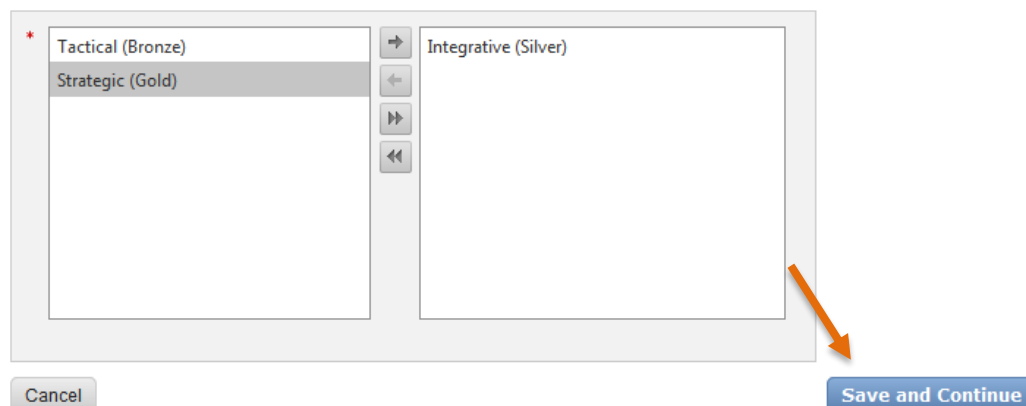 *
Tactical (Bronze)
Strategic (Gold)
Integrative (Silver)
Cancel
Save and Continue